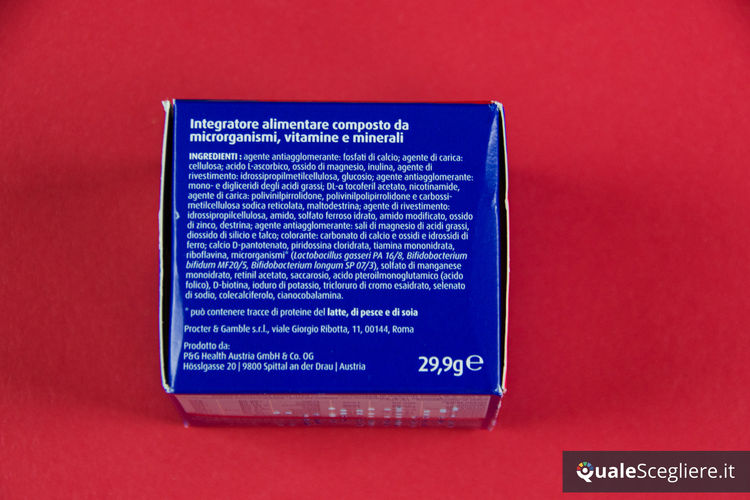 Integratore alimentare composto da
microrganismi, vitamine e minerali
INGREDIENTI : agente antiagglomerante: fosfati di calcio; agente di carica:
cellulosa; acido L-ascorbico, ossido di magnesio, inulina, agente di
rivestimento: idrossipropilmetilcellulosa, glucosio; agente antiagglomerante:
mono- e digliceridi degli acidi grassi; DL-α tocoferil acetato, nicotinamide,
agente di carica: polivinilpirrolidone, polivinilpolipirrolidone e carbossi-
metilcellulosa sodica reticolata, maltodestrina; agente di rivestimento:
idrossipropilcellulosa, amido, solfato ferroso idrato, amido modificato, ossido
di zinco, destrina; agente antiagglomerante: sali di magnesio di acidi grassi,
diossido di silicio e talco; colorante: carbonato di calcio e ossidi e idrossidi di
ferro; calcio D-pantotenato, piridossina cloridrata, tiamina mononidrata,
riboflavina, microrganismi* (Lactobacillus gasseri PA 16/8, Bifidobacterium
bifidum MF20/5, Bifidobacterium longum SP 07/3), solfato di manganese
monoidrato, retinil acetato, saccarosio, acido pteroilmonoglutamico (acido
folico), D-biotina, ioduro di potassio, tricloruro di cromo esaidrato, selenato
di sodio, colecalciferolo, cianocobalamina.
* può contenere tracce di proteine del latte, di pesce e di soia
Procter & Gamble s.r.l., viale Giorgio Ribotta, 11, 00144, Roma
Prodotto da:
P&G Health Austria GmbH & Co. OG
Hösslgasse 20 | 9800 Spittal an der Drau | Austria
29,9g℮
QualeScegliere.it